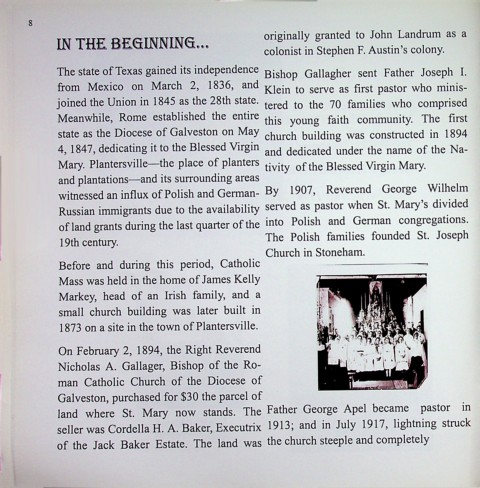 8
IN THE BEGINNING...
The state of Texas gained its independence
from Mexico on March 2, 1836, and
joined the Union in 1845 as the 28th state.
Meanwhile, Rome established the entire
state as the Diocese of Galveston on May
4, 1847, dedicating it to the Blessed Virgin
Mary. Plantersville—the place of planters
and plantations—and its surrounding areas
witnessed an influx of Polish and German-
Russian immigrants due to the availability
of land grants during the last quarter of the
19th century.
Before and during this period, Catholic
Mass was held in the home of James Kelly
Markey, head of an Irish family, and a
small church building was later built in
1873 on a site in the town of Plantersville.
On February 2, 1894, the Right Reverend
Nicholas A. Gallager, Bishop of the Ro-
man Catholic Church of the Diocese of
Galveston, purchased for $30 the parcel of
land where St. Mary now stands. The
seller was Cordella H. A. Baker, Executrix
of the Jack Baker Estate. The land was
originally granted to John Landrum as a
colonist in Stephen F. Austin's colony.
Bishop Gallagher sent Father Joseph I.
Klein to serve as first pastor who minis-
tered to the 70 families who comprised
this young faith community. The first
church building was constructed in 1894
and dedicated under the name of the Na-
tivity of the Blessed Virgin Mary.
By 1907, Reverend George Wilhelm
served as pastor when St. Mary's divided
into Polish and German congregations.
The Polish families founded St. Joseph
Church in Stoneham.
Father George Apel became pastor in
1913; and in July 1917, lightning struck
the church steeple and completely